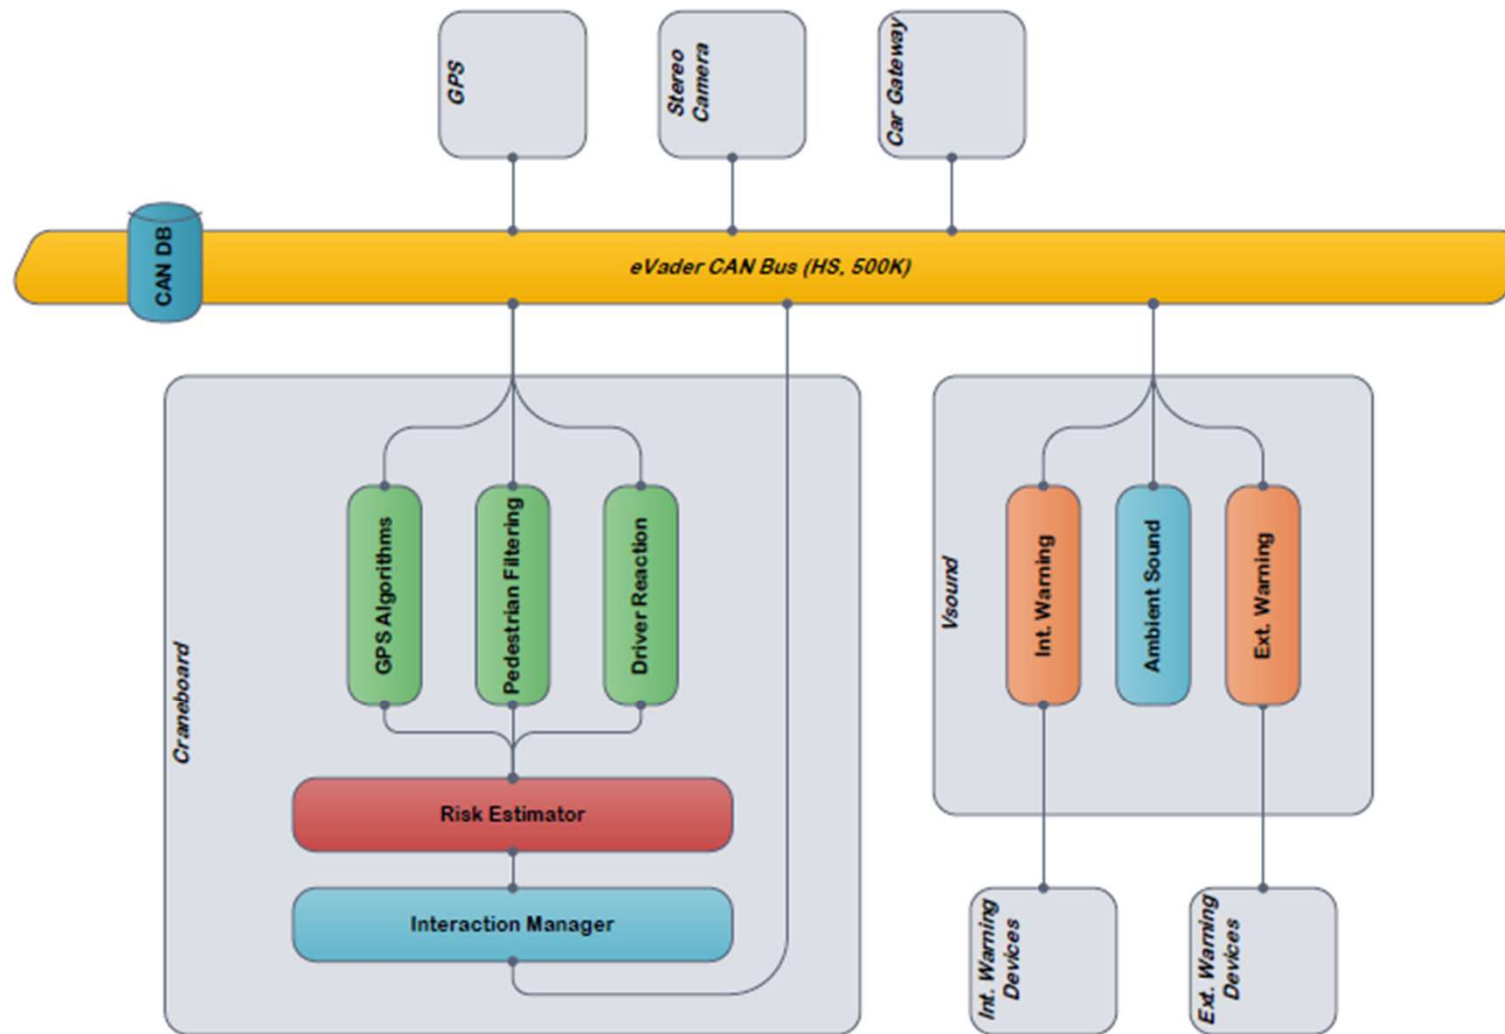 GPS
Stereo
Camera
Car Gateway
CAN DB
eVader CAN Bus (HS, 500K)
Craneboard
GPS Algorithms
Pedestrian Filtering
Driver Reaction
Risk Estimator
Interaction Manager
Vsound
Int. Warning
Ambient Sound
Ext. Warning
Int. Warning
Devices
Ext. Warning
Devices